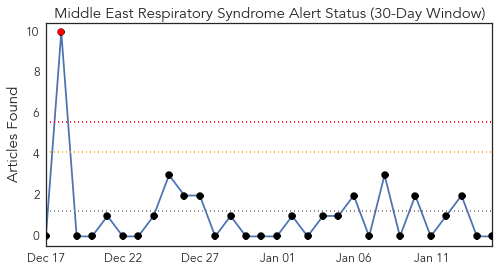 Middle East Respiratory Syndrome Alert Status (30-Day Window)
Articles Found
10
8
6
4
2
0
Dec 17 Dec 22 Dec 27 Jan 01 Jan 06 Jan 11